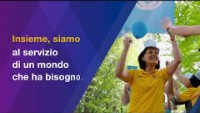 Insieme, siamo
al servizio
di un mondo
che ha bisogno.